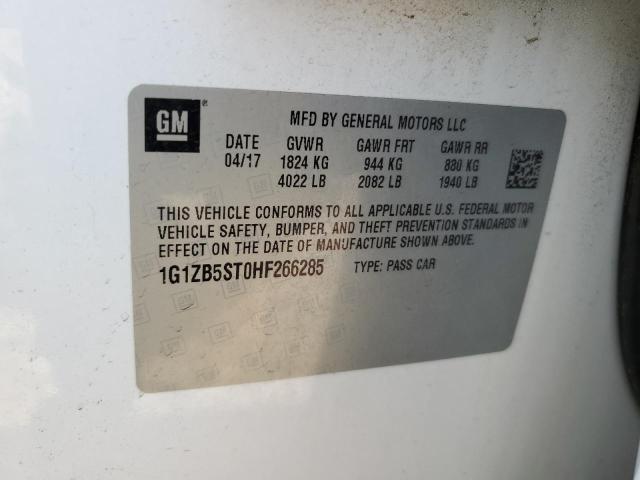 GM
MFD BY GENERAL MOTORS LLC
DATE GVWR GAWR FRT GAWR RR
04/17 1824 KG 944 KG 880 KG
4022 LB 2082 LB 1940 LB
THIS VEHICLE CONFORMS TO ALL APPLICABLE U.S. FEDERAL MOTOR
VEHICLE SAFETY, BUMPER, AND THEFT PREVENTION STANDARDS IN
EFFECT ON THE DATE OF MANUFACTURE SHOWN ABOVE.
1G1ZB5ST0HF266285 TYPE: PASS CAR